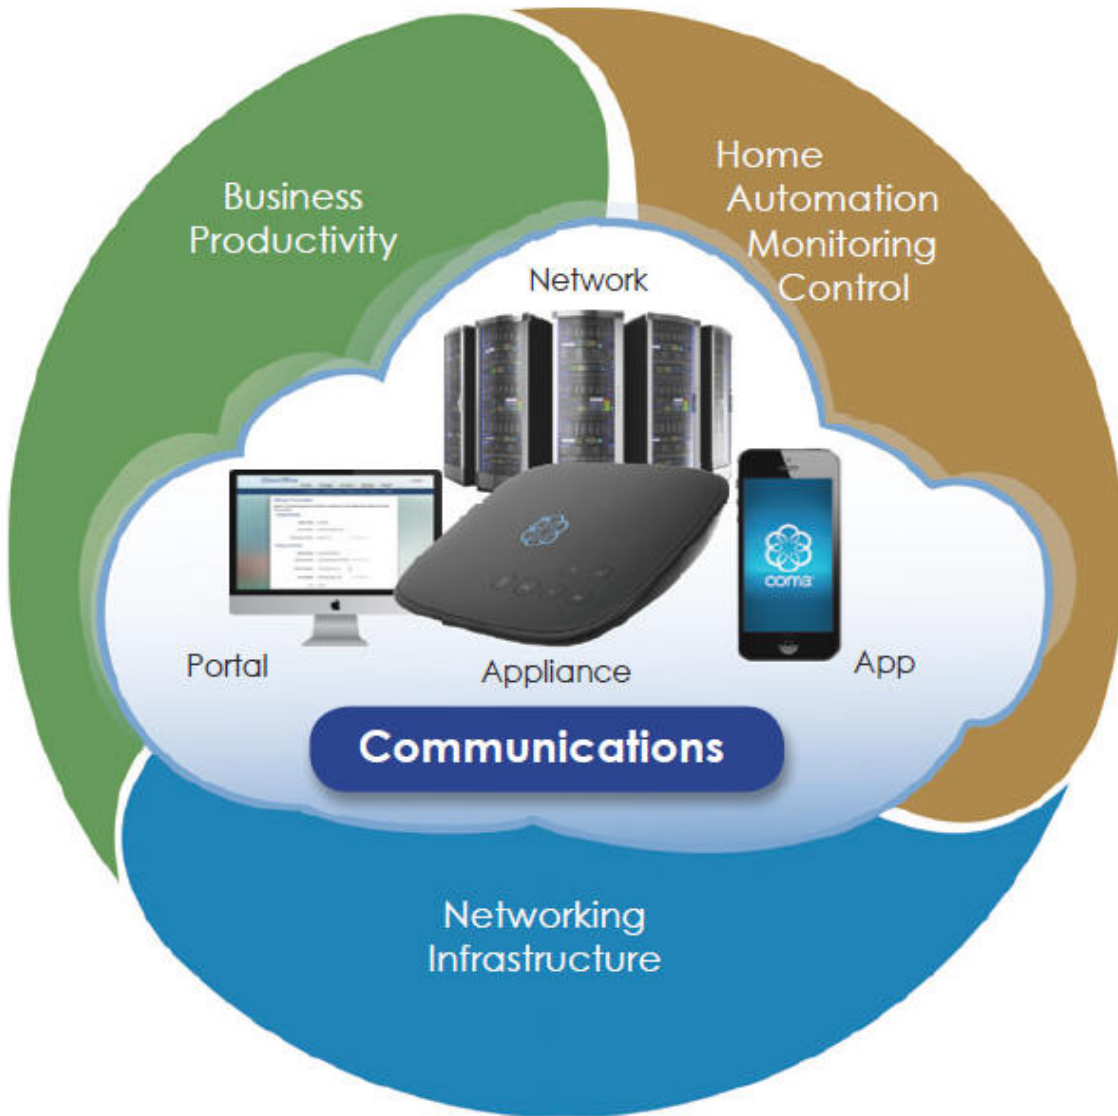 Business
Productivity
Home
Automation
Monitoring
Control
Network
ooma
Portal
Appliance
App
Communications
Networking
Infrastructure